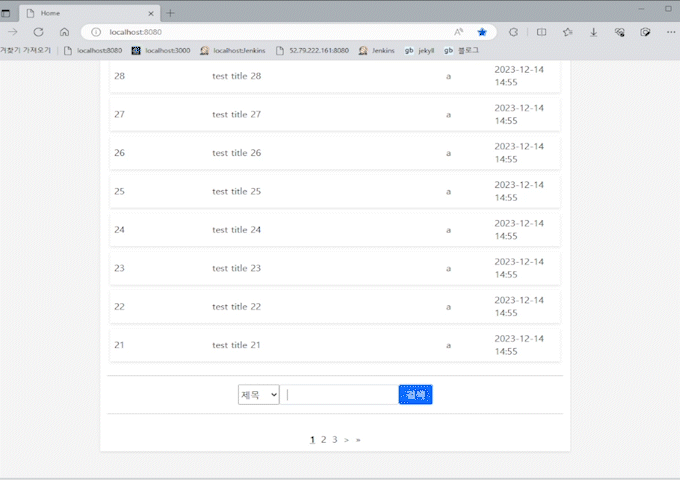 Home
localhost:8080
겨찾기 가져오기 localhost:8080 localhost:3000 localhost:Jenkins 52.79.222.161:8080 Jenkins gb jekyll gb 블로그
28 test title 28 a 2023-12-14 14:55
27 test title 27 a 2023-12-14 14:55
26 test title 26 a 2023-12-14 14:55
25 test title 25 a 2023-12-14 14:55
24 test title 24 a 2023-12-14 14:55
23 test title 23 a 2023-12-14 14:55
22 test title 22 a 2023-12-14 14:55
21 test title 21 a 2023-12-14 14:55
제목 검색
1 2 3 > »